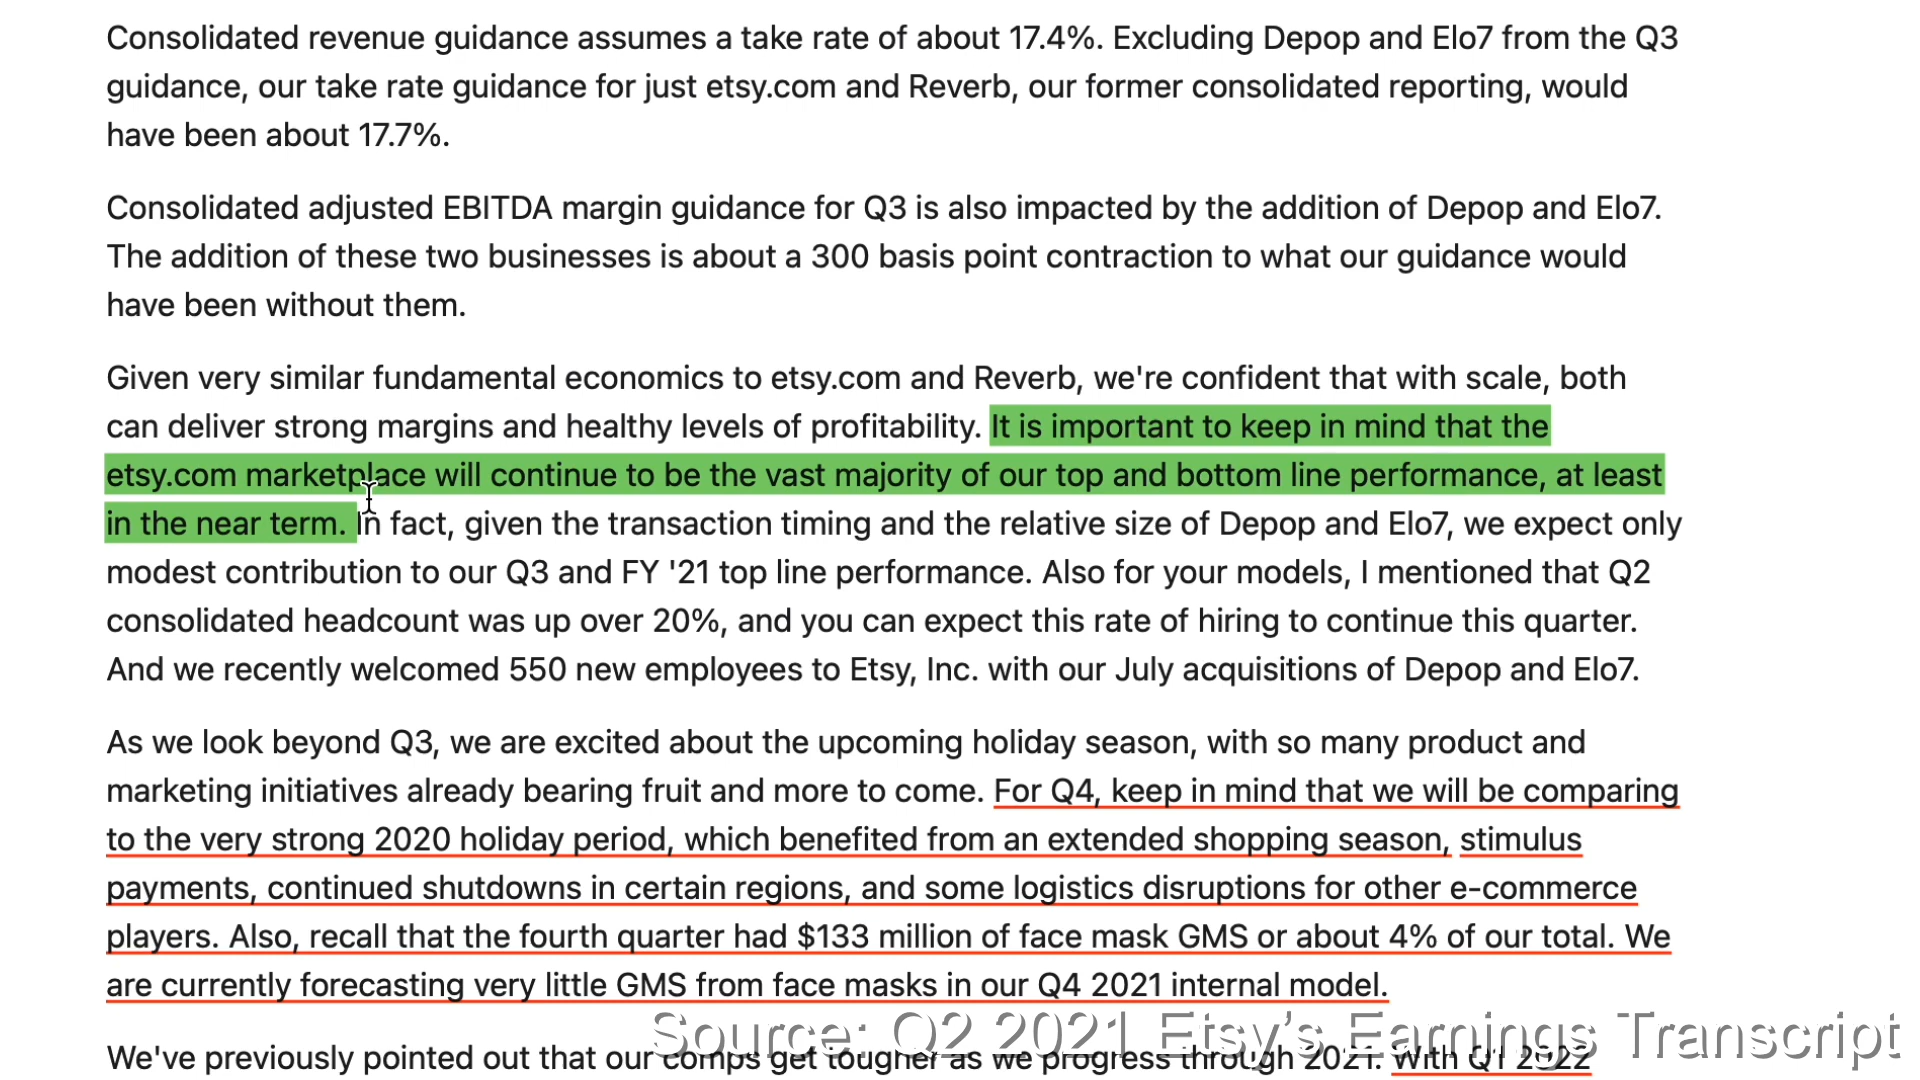 Consolidated revenue guidance assumes a take rate of about 17.4%. Excluding Depop and Elo7 from the Q3
guidance, our take rate guidance for just etsy.com and Reverb, our former consolidated reporting, would
have been about 17.7%.
Consolidated adjusted EBITDA margin guidance for Q3 is also impacted by the addition of Depop and Elo7.
The addition of these two businesses is about a 300 basis point contraction to what our guidance would
have been without them.
Given very similar fundamental economics to etsy.com and Reverb, we're confident that with scale, both
can deliver strong margins and healthy levels of profitability. It is important to keep in mind that the
etsy.com marketplace will continue to be the vast majority of our top and bottom line performance, at least
in the near term. In fact, given the transaction timing and the relative size of Depop and Elo7, we expect only
modest contribution to our Q3 and FY '21 top line performance. Also for your models, I mentioned that Q2
consolidated headcount was up over 20%, and you can expect this rate of hiring to continue this quarter.
And we recently welcomed 550 new employees to Etsy, Inc. with our July acquisitions of Depop and Elo7.
As we look beyond Q3, we are excited about the upcoming holiday season, with so many product and
marketing initiatives already bearing fruit and more to come. For Q4, keep in mind that we will be comparing
to the very strong 2020 holiday period, which benefited from an extended shopping season, stimulus
payments, continued shutdowns in certain regions, and some logistics disruptions for other e-commerce
players. Also, recall that the fourth quarter had $133 million of face mask GMS or about 4% of our total. We
are currently forecasting very little GMS from face masks in our Q4 2021 internal model.
Source: Q2 2021 Etsy's Earnings Transcript
We've previously pointed out that our comps get tougher as we progress through 2021. With Q1 2022